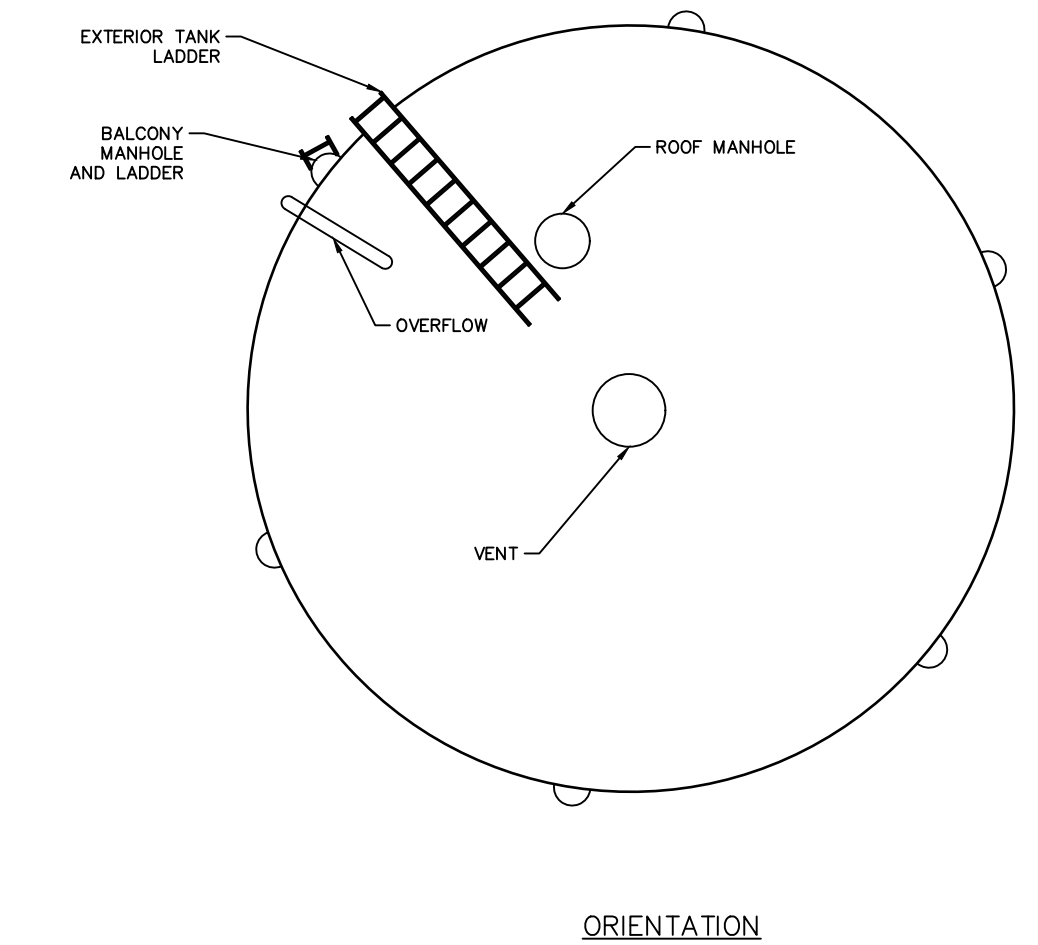 EXTERIOR TANK
LADDER
BALCONY
MANHOLE
AND LADDER
ROOF MANHOLE
OVERFLOW
VENT
ORIENTATION